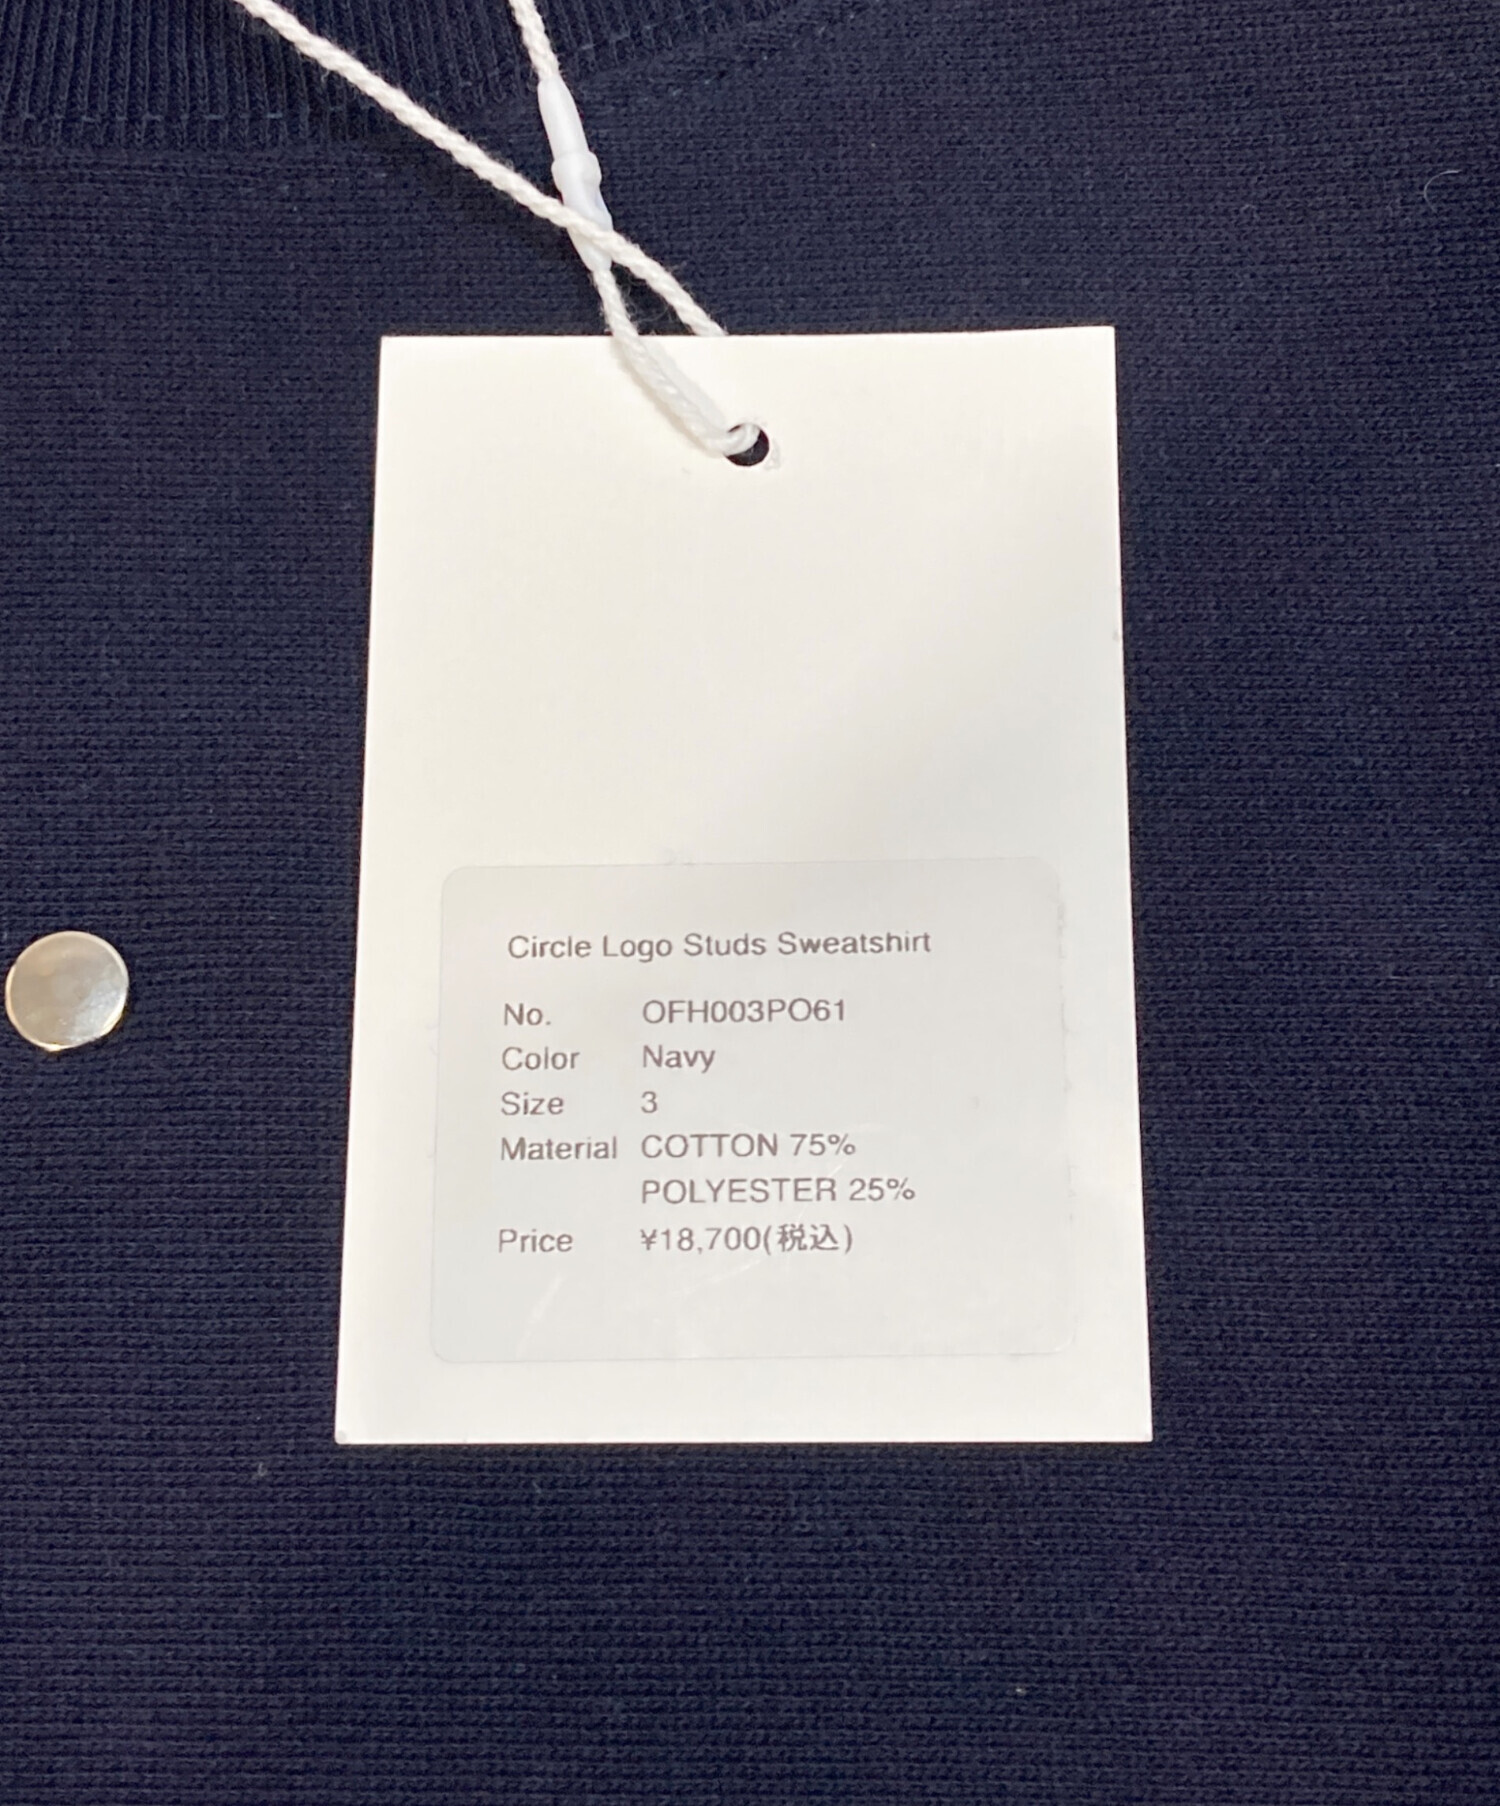 Circle Logo Studs Sweatshirt
No. OFH003PO61
Color Navy
Size 3
Material COTTON 75%
POLYESTER 25%
Price ¥18,700(税込)